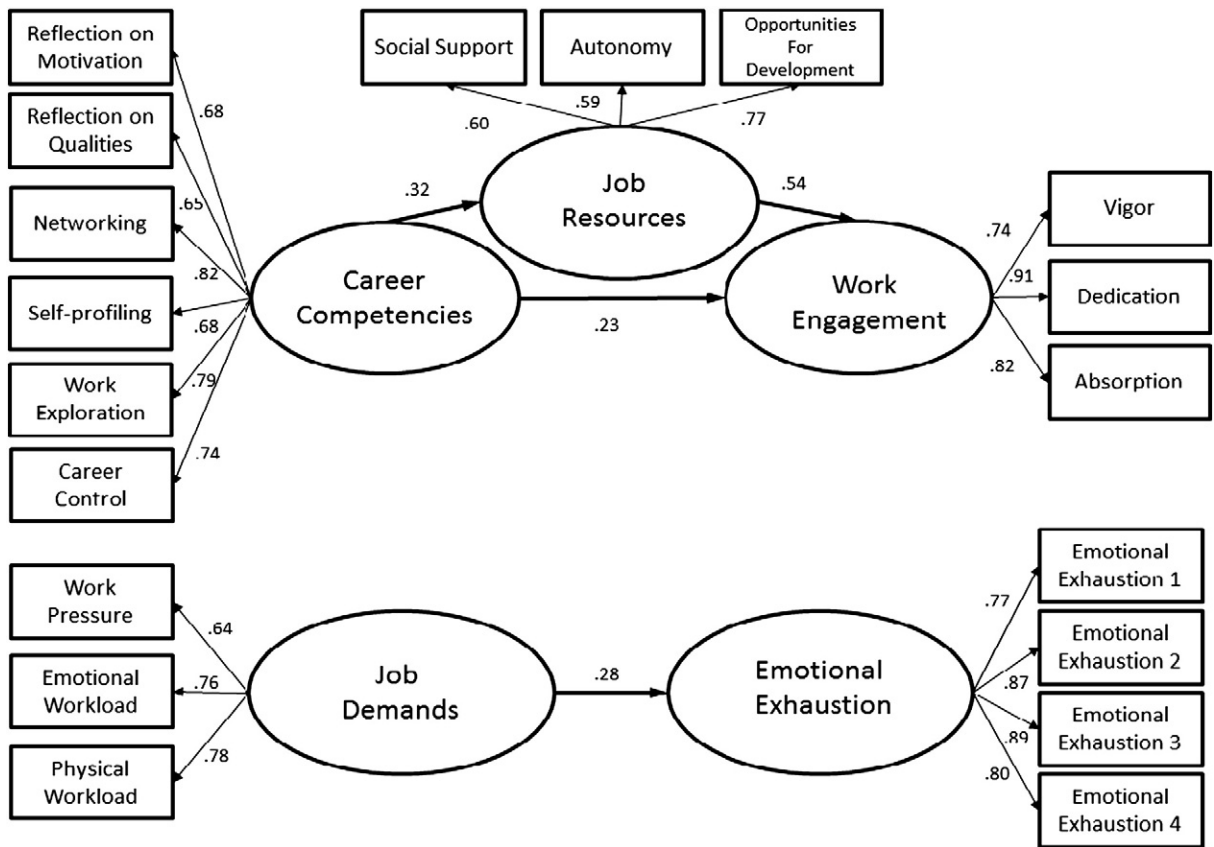 Reflection on
Motivation
Reflection on
Qualities
Networking
Self-profiling
Work
Exploration
Career
Control
.68
.65
.82
.68
.79
.74
Social Support
Autonomy
Opportunities
For
Development
.60
.59
.77
Job
Resources
.32
.54
Career
Competencies
.23
Work
Engagement
.74
.91
.82
Vigor
Dedication
Absorption
Work
Pressure
Emotional
Workload
Physical
Workload
.64
.76
.78
Job
Demands
.28
Emotional
Exhaustion
.77
.87
.89
.80
Emotional
Exhaustion 1
Emotional
Exhaustion 2
Emotional
Exhaustion 3
Emotional
Exhaustion 4